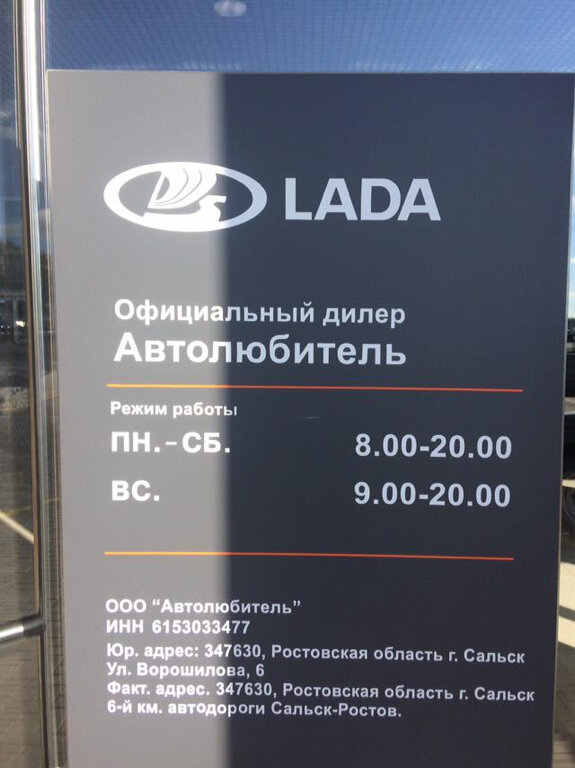 LADA
Официальный дилер
Автолюбитель
Режим работы
ПН.-СБ. 8.00-20.00
ВС. 9.00-20.00
ООО "Автолюбитель"
ИНН 6153033477
Юр. адрес: 347630, Ростовская область г. Сальск
Ул. Ворошилова, 6
Факт. адрес. 347630, Ростовская область г. Сальск
6-й км. автодороги Сальск-Ростов.